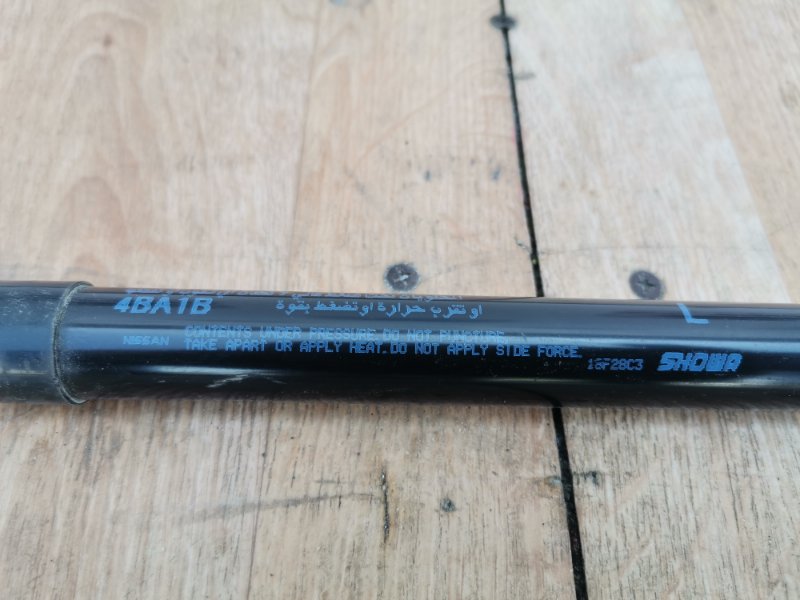 4BA1B
او تقرب حرارة او تضغط بقوة
L
CONTENTS UNDER PRESSURE.DO NOT PUNCTURE
NISSAN
TAKE APART OR APPLY HEAT.DO NOT APPLY SIDE FORCE.
SHOWA